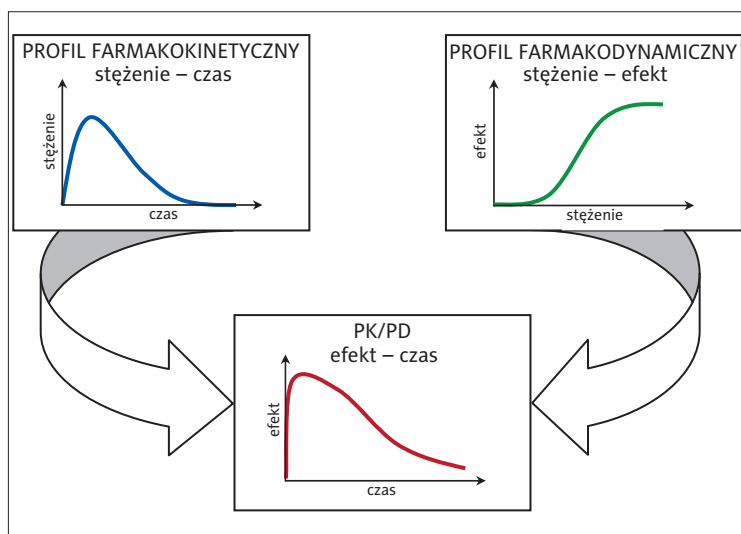 PROFIL FARMAKOKINETYCZNY
stężenie – czas
stężenie
czas
PROFIL FARMAKODYNAMICZNY
stężenie – efekt
efekt
stężenie
PK/PD
efekt – czas
efekt
czas